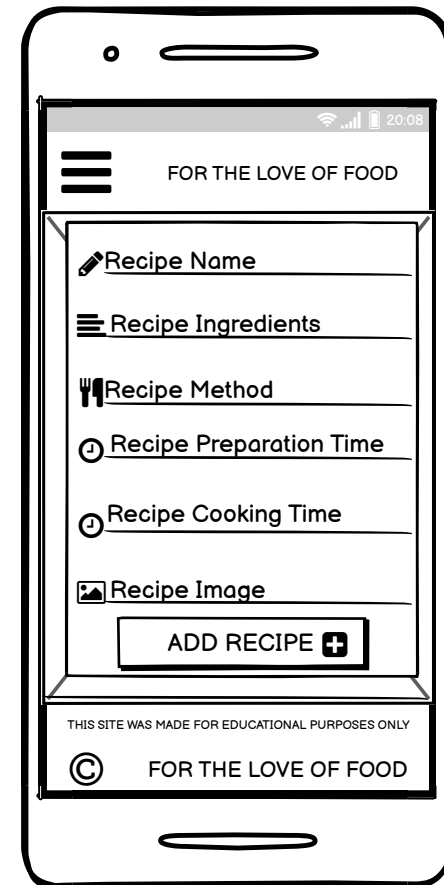 20:08
FOR THE LOVE OF FOOD
Recipe Name
Recipe Ingredients
Recipe Method
Recipe Preparation Time
Recipe Cooking Time
Recipe Image
ADD RECIPE
THIS SITE WAS MADE FOR EDUCATIONAL PURPOSES ONLY
© FOR THE LOVE OF FOOD